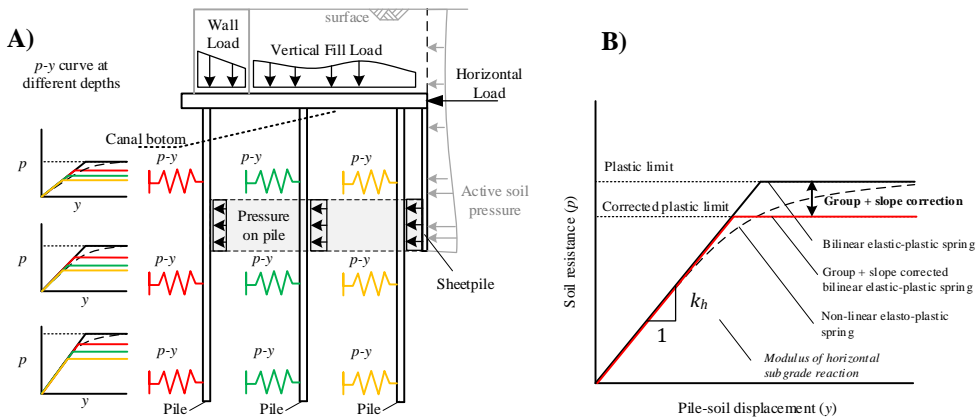 A)
p-y curve at
different depths
Wall
Load
surface
Vertical Fill Load
Horizontal
Load
Canal botom
p
y
p
y
p
y
p-y
p-y
p-y
Active soil
pressure
Pressure
on pile
p-y
p-y
p-y
Sheetpile
p-y
p-y
p-y
Pile
Pile
Pile
B)
Soil resistance (p)
Plastic limit
Corrected plastic limit
Group + slope correction
Bilinear elastic-plastic
spring
Group + slope corrected
bilinear elastic-plastic spring
Non-linear elasto-plastic
spring
k_h
1
Modulus of horizontal
subgrade reaction
Pile-soil displacement (y)